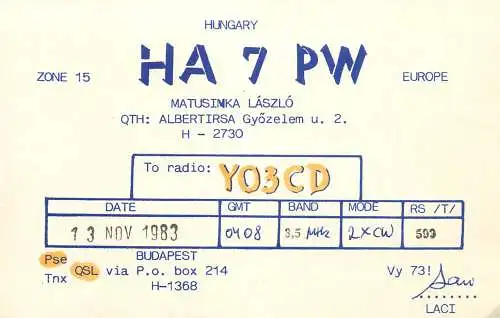 HUNGARY
ZONE 15 HA 7 PW EUROPE
MATUSINKA LÁSZLÓ
QTH: ALBERTIRSA Győzelem u. 2.
H - 2730
To radio: YO3CD
DATE GMT BAND MODE RS /T/
13 NOV 1983 0408 3,5 MHz 2XCW 599
Pse BUDAPEST
QSL via P.o. box 214 Vy 73!
Tnx H-1368
LACI